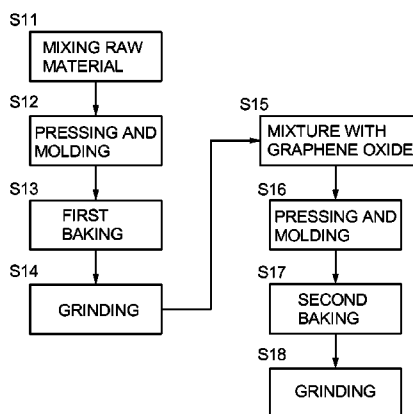 S11
MIXING RAW
MATERIAL
S12
PRESSING AND
MOLDING
S13
FIRST
BAKING
S14
GRINDING
S15
MIXTURE WITH
GRAPHENE OXIDE
S16
PRESSING AND
MOLDING
S17
SECOND
BAKING
S18
GRINDING